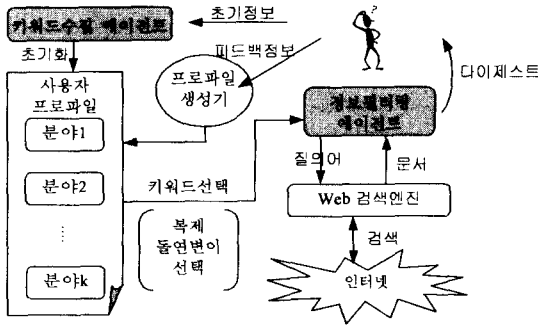 키워드수집 에이전트
초기정보
?
초기화
피드백정보
사용자
프로파일
프로파일
생성기
다이제스트
정보필터링
에이전트
분야1
질의어
문서
분야2
키워드선택
Web 검색엔진
복제
돌연변이
선택
검색
⋮
분야k
인터넷